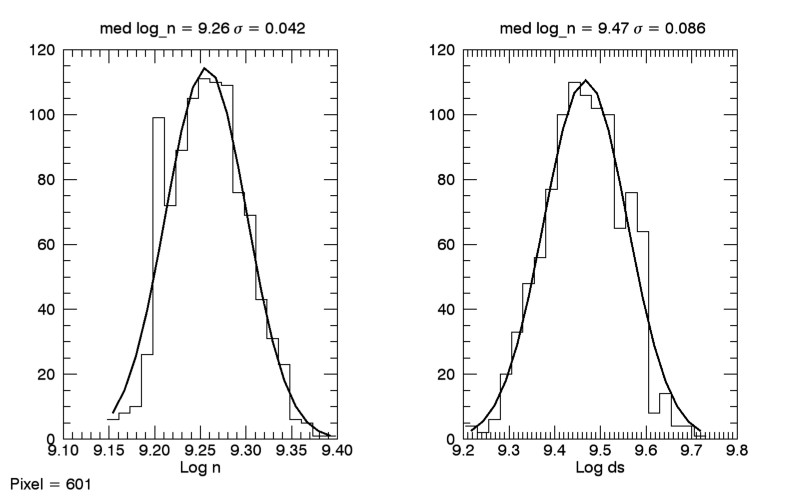 med log_n = 9.26 σ = 0.042
120
100
80
60
40
20
0
9.10 9.15 9.20 9.25 9.30 9.35 9.40
Log n
med log_n = 9.47 σ = 0.086
120
100
80
60
40
20
0
9.2 9.3 9.4 9.5 9.6 9.7 9.8
Log ds
Pixel = 601